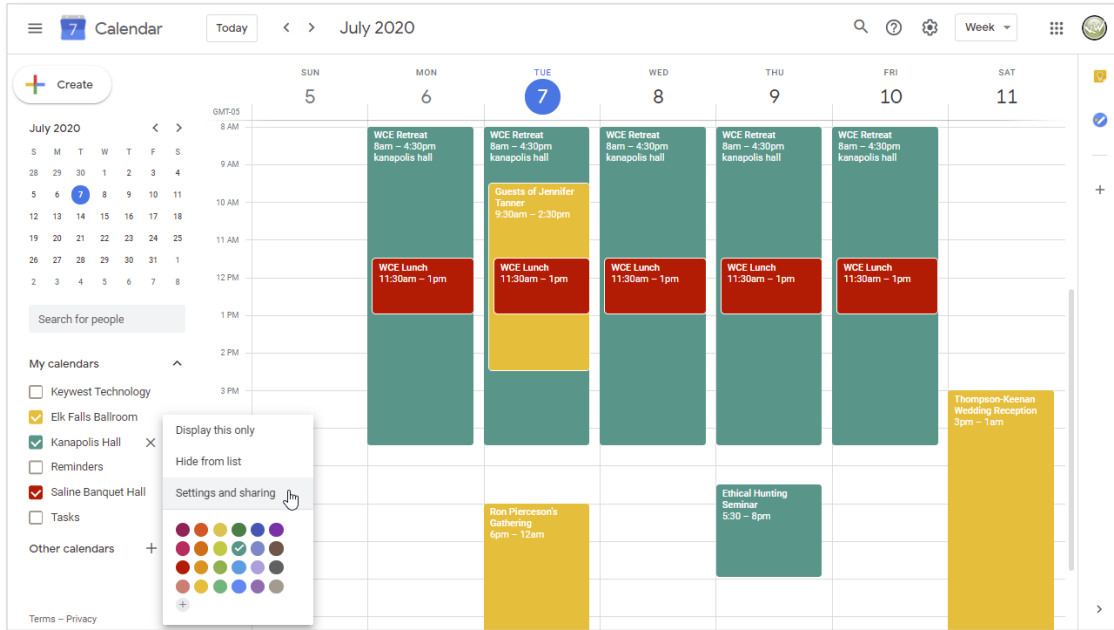 7 Calendar Today July 2020 Week
Create
July 2020
S M T W T F S
28 29 30 1 2 3 4
5 6 7 8 9 10 11
12 13 14 15 16 17 18
19 20 21 22 23 24 25
26 27 28 29 30 31 1
2 3 4 5 6 7 8
Search for people
My calendars
Keywest Technology
Elk Falls Ballroom
Kanapolis Hall
Reminders
Saline Banquet Hall
Tasks
Other calendars
Terms – Privacy
Display this only
Hide from list
Settings and sharing
SUN MON TUE WED THU FRI SAT
5 6 7 8 9 10 11
GMT-05
8 AM
9 AM
10 AM
11 AM
12 PM
1 PM
2 PM
3 PM
WCE Retreat
8am – 4:30pm
kanapolis hall
WCE Lunch
11:30am – 1pm
WCE Retreat
8am – 4:30pm
kanapolis hall
Guests of Jennifer
Tanner
9:30am – 2:30pm
WCE Lunch
11:30am – 1pm
Ron Pierceson's
Gathering
6pm – 12am
WCE Retreat
8am – 4:30pm
kanapolis hall
WCE Lunch
11:30am – 1pm
WCE Retreat
8am – 4:30pm
kanapolis hall
WCE Lunch
11:30am – 1pm
Ethical Hunting
Seminar
5:30 – 8pm
WCE Retreat
8am – 4:30pm
kanapolis hall
WCE Lunch
11:30am – 1pm
Thompson-Keenan
Wedding Reception
3pm – 1am